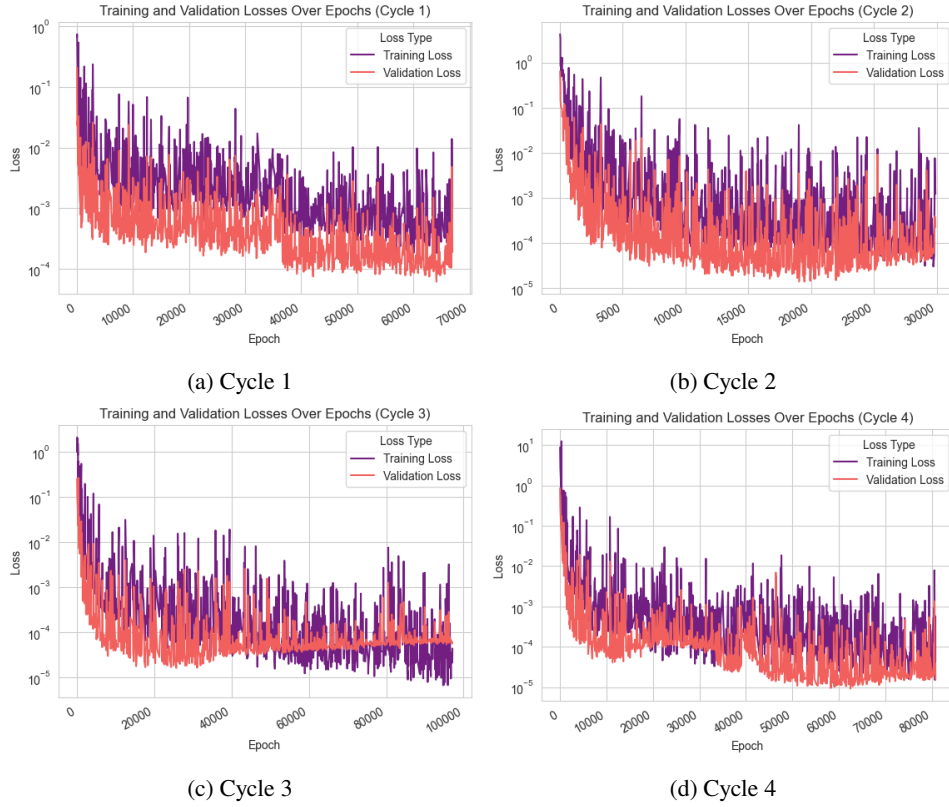 Training and Validation Losses Over Epochs (Cycle 1)
10^0
10^-1
10^-2
10^-3
10^-4
Loss
Loss Type
Training Loss
Validation Loss
0
10000
20000
30000
40000
50000
60000
70000
Epoch
(a) Cycle 1
Training and Validation Losses Over Epochs (Cycle 2)
10^0
10^-1
10^-2
10^-3
10^-4
10^-5
Loss
Loss Type
Training Loss
Validation Loss
0
5000
10000
15000
20000
25000
30000
Epoch
(b) Cycle 2
Training and Validation Losses Over Epochs (Cycle 3)
10^0
10^-1
10^-2
10^-3
10^-4
10^-5
Loss
Loss Type
Training Loss
Validation Loss
0
20000
40000
60000
80000
100000
Epoch
(c) Cycle 3
Training and Validation Losses Over Epochs (Cycle 4)
10^1
10^0
10^-1
10^-2
10^-3
10^-4
10^-5
Loss
Loss Type
Training Loss
Validation Loss
0
10000
20000
30000
40000
50000
60000
70000
80000
Epoch
(d) Cycle 4